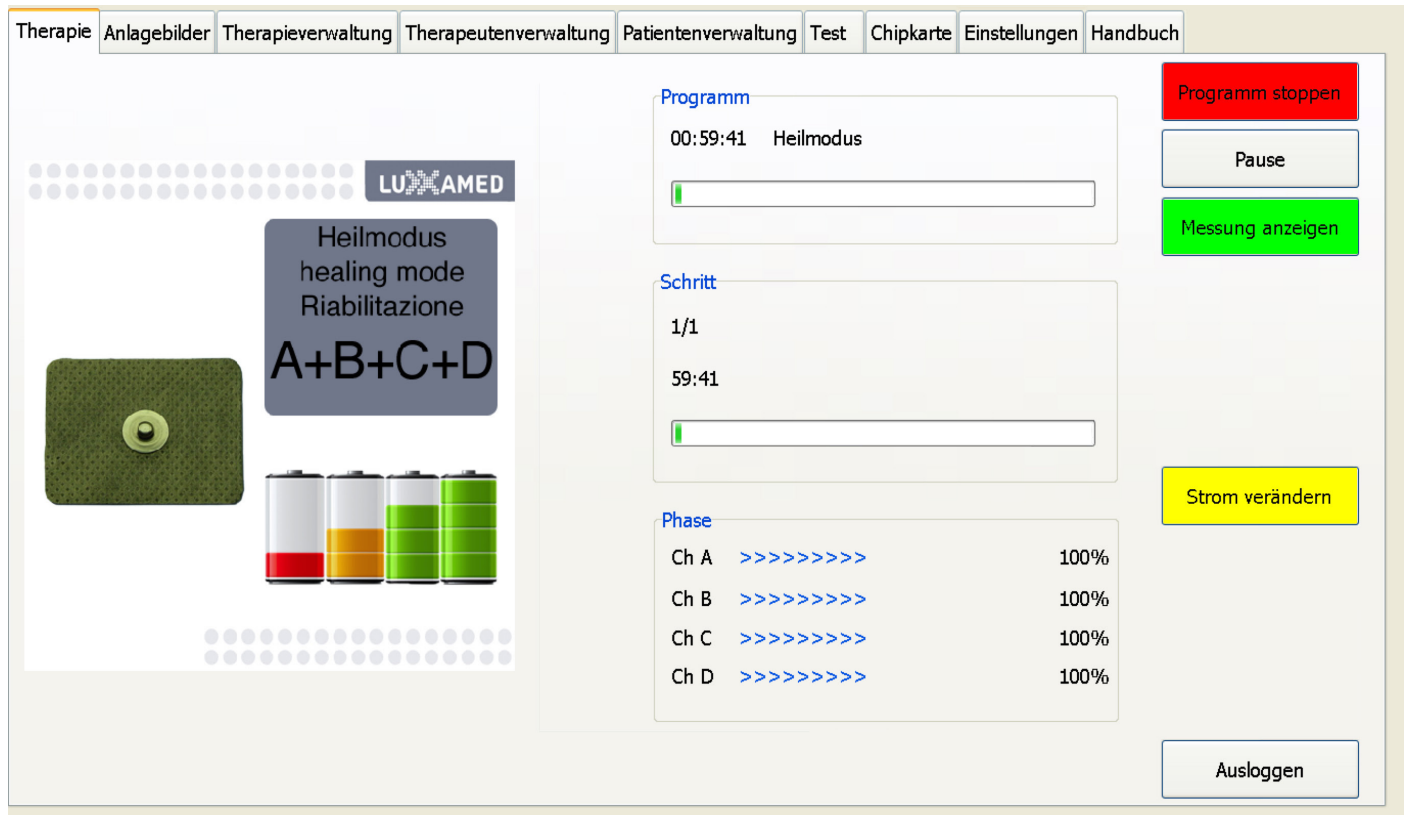 Therapie Anlagebilder Therapieverwaltung Therapeutenverwaltung Patientenverwaltung Test Chipkarte Einstellungen Handbuch
LUXXAMED
Heilmodus
healing mode
Riabilitazione
A+B+C+D
Programm
00:59:41 Heilmodus
Schritt
1/1
59:41
Phase
Ch A >>>>>>>>> 100%
Ch B >>>>>>>>> 100%
Ch C >>>>>>>>> 100%
Ch D >>>>>>>>> 100%
Programm stoppen
Pause
Messung anzeigen
Strom verändern
Ausloggen